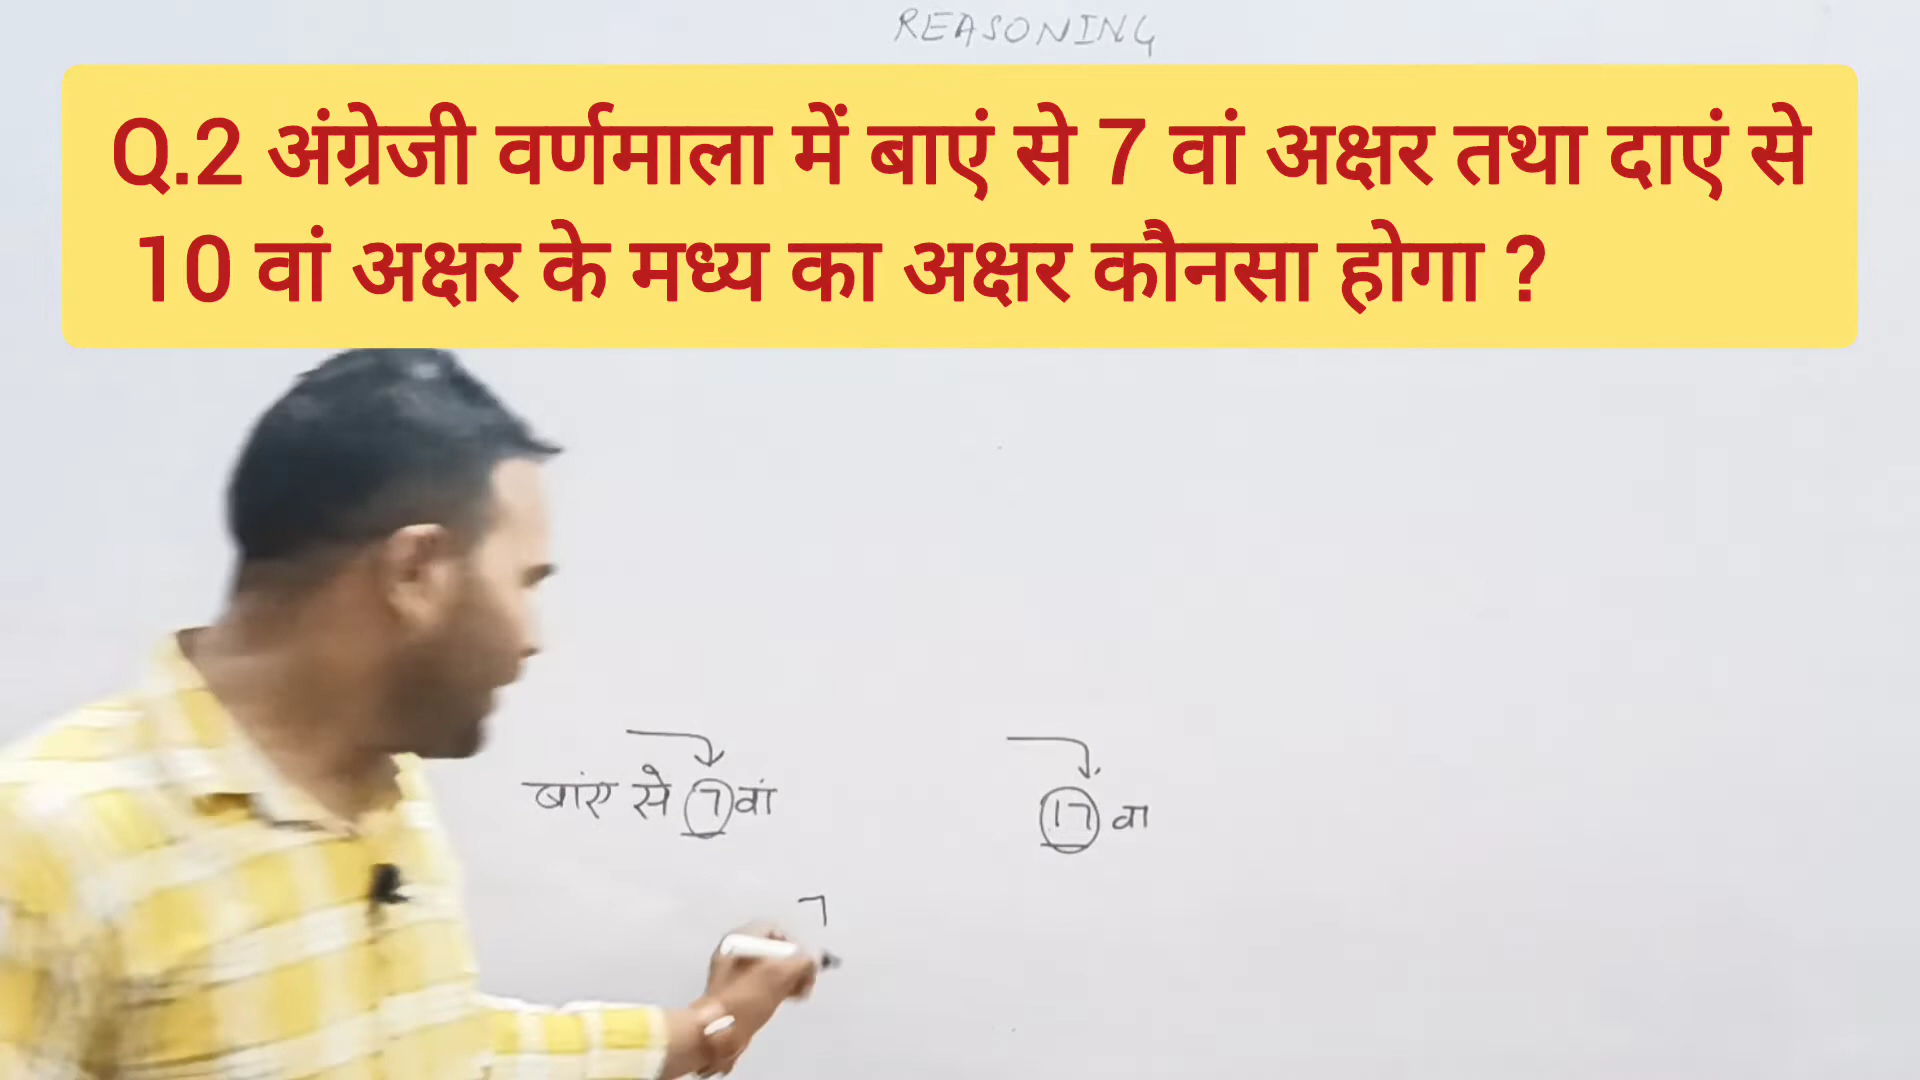 REASONING
Q.2 अंग्रेजी वर्णमाला में बाएं से 7 वां अक्षर तथा दाएं से
10 वां अक्षर के मध्य का अक्षर कौनसा होगा ?
बांए से 7 वां
17 वा
7